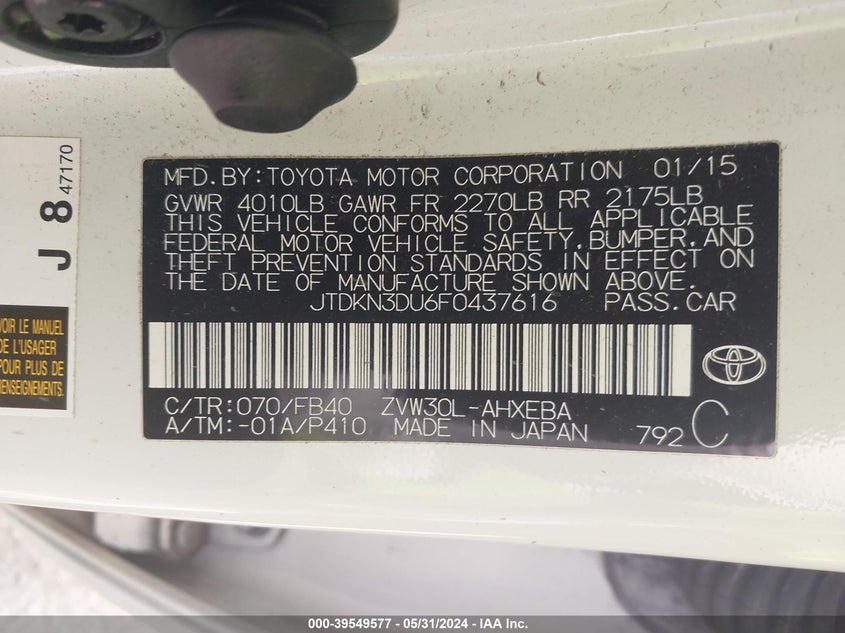 J 8 47170
VOIR LE MANUEL
DE L'USAGER
POUR PLUS DE
RENSEIGNEMENTS.
MFD.BY:TOYOTA MOTOR CORPORATION 01/15
GVWR 4010LB GAWR FR 2270LB RR 2175LB
THIS VEHICLE CONFORMS TO ALL APPLICABLE
FEDERAL MOTOR VEHICLE SAFETY,BUMPER,AND
THEFT PREVENTION STANDARDS IN EFFECT ON
THE DATE OF MANUFACTURE SHOWN ABOVE.
JTDKN3DU6F0437616 PASS.CAR
C/TR:070/FB40 ZVW30L-AHXEBA
A/TM:-01A/P410 MADE IN JAPAN 792 C
000-39549577 - 05/31/2024 - IAA Inc.